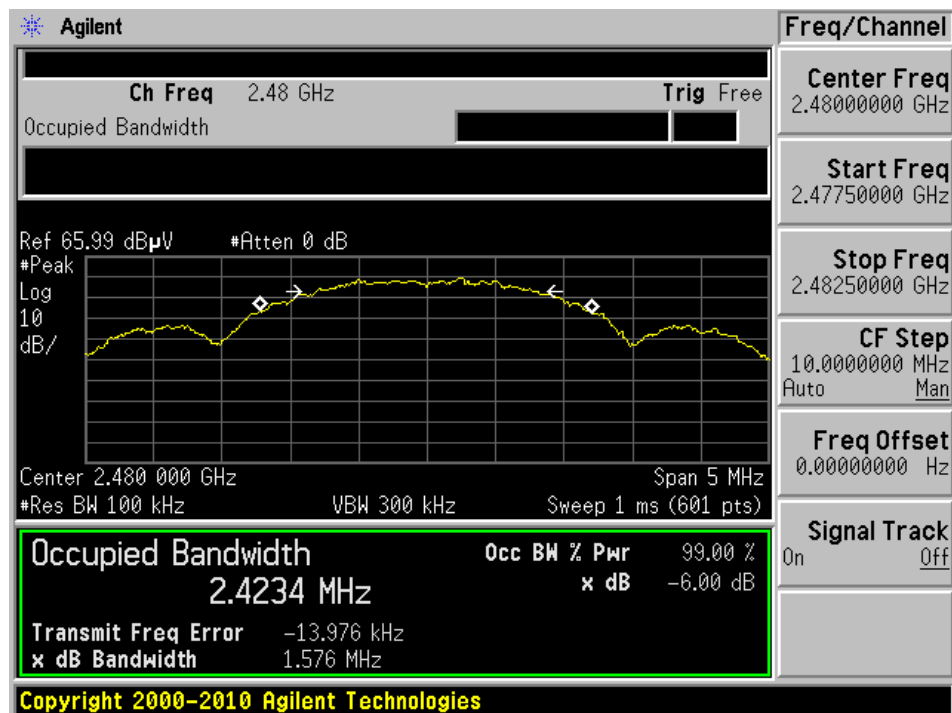 Agilent
Freq/Channel
Ch Freq 2.48 GHz Trig Free
Occupied Bandwidth
Center Freq
2.48000000 GHz
Start Freq
2.47750000 GHz
Stop Freq
2.48250000 GHz
CF Step
10.0000000 MHz
Auto Man
Freq Offset
0.00000000 Hz
Signal Track
On Off
Ref 65.99 dBµV #Atten 0 dB
#Peak
Log
10
dB/
Center 2.480 000 GHz Span 5 MHz
#Res BW 100 kHz VBW 300 kHz Sweep 1 ms (601 pts)
Occupied Bandwidth
2.4234 MHz
Occ BW % Pwr 99.00 %
x dB -6.00 dB
Transmit Freq Error -13.976 kHz
x dB Bandwidth 1.576 MHz
Copyright 2000-2010 Agilent Technologies